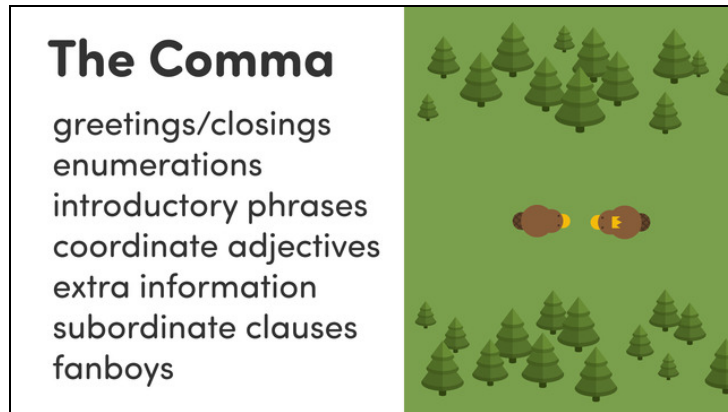 The Comma
greetings/closings
enumerations
introductory phrases
coordinate adjectives
extra information
subordinate clauses
fanboys